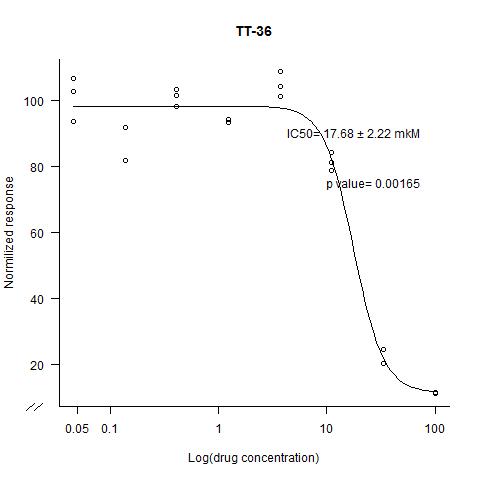 TT-36
Normilized response
100
80
60
40
20
IC50= 17.68 ± 2.22 mkM
p value= 0.00165
0.05 0.1 1 10 100
Log(drug concentration)